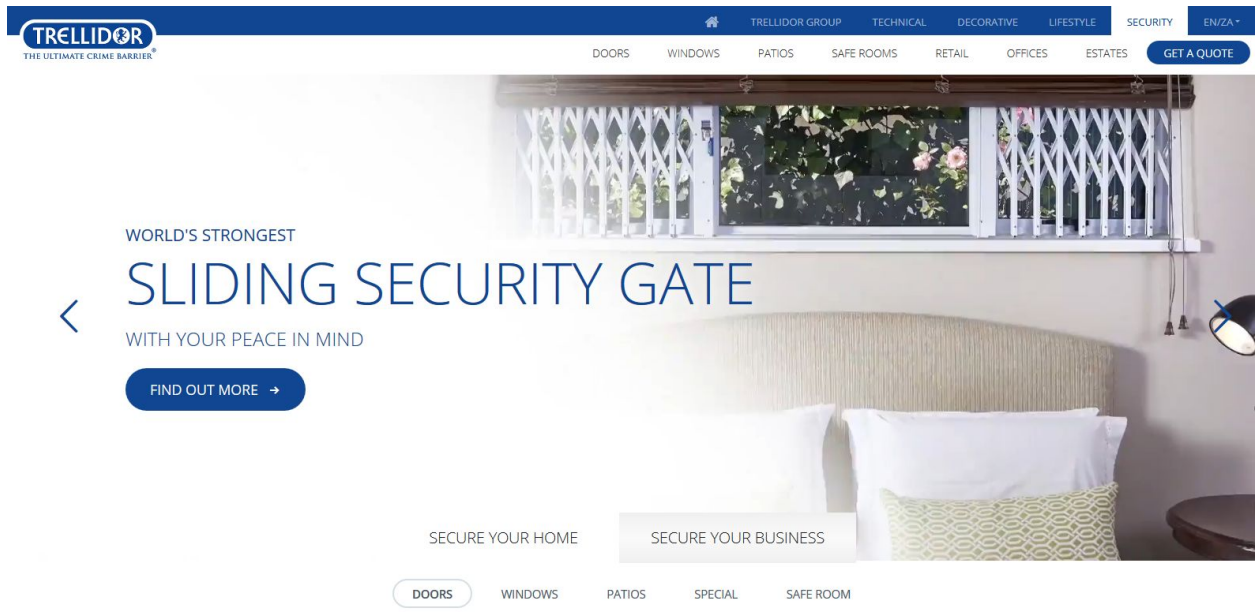 TRELLIDOR GROUP TECHNICAL DECORATIVE LIFESTYLE SECURITY EN/ZA
TRELLIDOR®
THE ULTIMATE CRIME BARRIER
DOORS WINDOWS PATIOS SAFE ROOMS RETAIL OFFICES ESTATES GET A QUOTE
WORLD'S STRONGEST
SLIDING SECURITY GATE
WITH YOUR PEACE IN MIND
FIND OUT MORE →
SECURE YOUR HOME SECURE YOUR BUSINESS
DOORS WINDOWS PATIOS SPECIAL SAFE ROOM